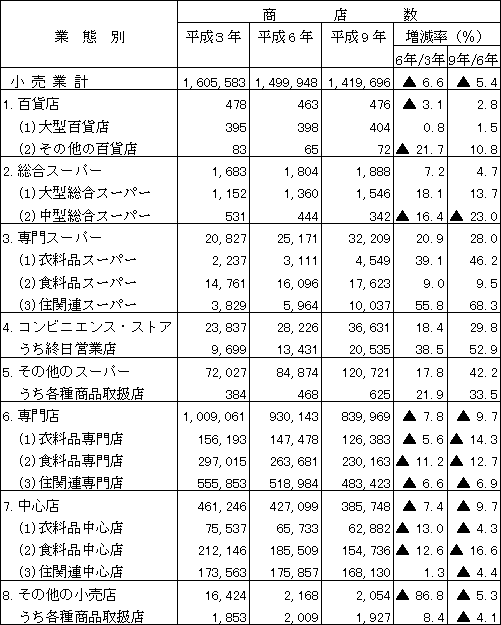 業態別 商店数
平成3年 平成6年 平成9年 増減率(%)
6年/3年 9年/6年
小売業計 1,605,583 1,499,948 1,419,696 ▲ 6.6 ▲ 5.4
1.百貨店 478 463 476 ▲ 3.1 2.8
(1)大型百貨店 395 398 404 0.8 1.5
(2)その他の百貨店 83 65 72 ▲ 21.7 10.8
2.総合スーパー 1,683 1,804 1,888 7.2 4.7
(1)大型総合スーパー 1,152 1,360 1,546 18.1 13.7
(2)中型総合スーパー 531 444 342 ▲ 16.4 ▲ 23.0
3.専門スーパー 20,827 25,171 32,209 20.9 28.0
(1)衣料品スーパー 2,237 3,111 4,549 39.1 46.2
(2)食料品スーパー 14,761 16,096 17,623 9.0 9.5
(3)住関連スーパー 3,829 5,964 10,037 55.8 68.3
4.コンビニエンス・ストア 23,837 28,226 36,631 18.4 29.8
うち終日営業店 9,699 13,431 20,535 38.5 52.9
5.その他のスーパー 72,027 84,874 120,721 17.8 42.2
うち各種商品取扱店 384 468 625 21.9 33.5
6.専門店 1,009,061 930,143 839,969 ▲ 7.8 ▲ 9.7
(1)衣料品専門店 156,193 147,478 126,383 ▲ 5.6 ▲ 14.3
(2)食料品専門店 297,015 263,681 230,163 ▲ 11.2 ▲ 12.7
(3)住関連専門店 555,853 518,984 483,423 ▲ 6.6 ▲ 6.9
7.中心店 461,246 427,099 385,748 ▲ 7.4 ▲ 9.7
(1)衣料品中心店 75,537 65,733 62,882 ▲ 13.0 ▲ 4.3
(2)食料品中心店 212,146 185,509 154,736 ▲ 12.6 ▲ 16.6
(3)住関連中心店 173,563 175,857 168,130 1.3 ▲ 4.4
8.その他の小売店 16,424 2,168 2,054 ▲ 86.8 ▲ 5.3
うち各種商品取扱店 1,853 2,009 1,927 8.4 ▲ 4.1